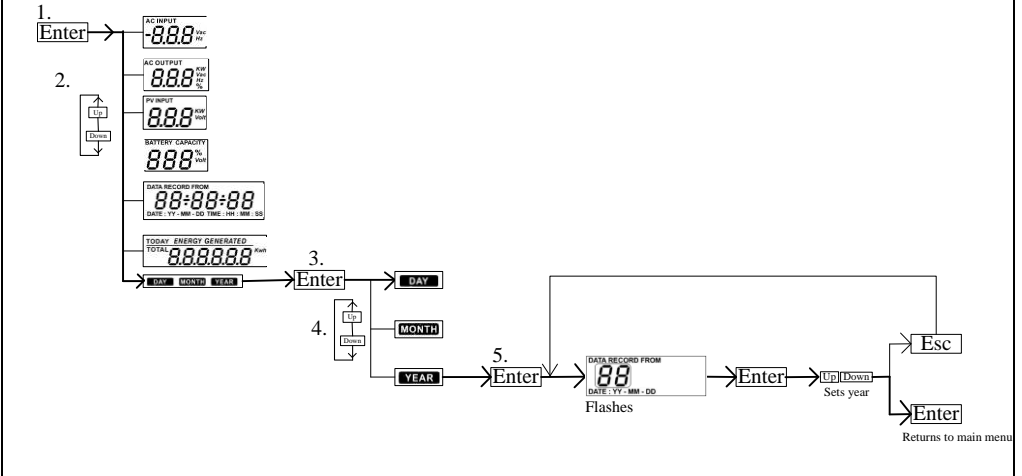 1.
Enter
AC INPUT
-8.8.8 Vac
Hz
AC OUTPUT
8.8.8 KW
Vac
Hz
%
2.
Up
Down
PV INPUT
8.8.8 KW
Volt
BATTERY CAPACITY
888 %
Volt
DATA RECORD FROM
88:88:88
DATE : YY - MM - DD TIME : HH : MM : SS
TODAY ENERGY GENERATED
TOTAL 8.8.8.8.8.8 Kwh
DAY MONTH YEAR
3.
Enter
DAY
4.
Up
Down
MONTH
YEAR
5.
Enter
DATA RECORD FROM
88
DATE : YY - MM - DD
Flashes
Enter
Up Down
Sets year
Esc
Enter
Returns to main menu